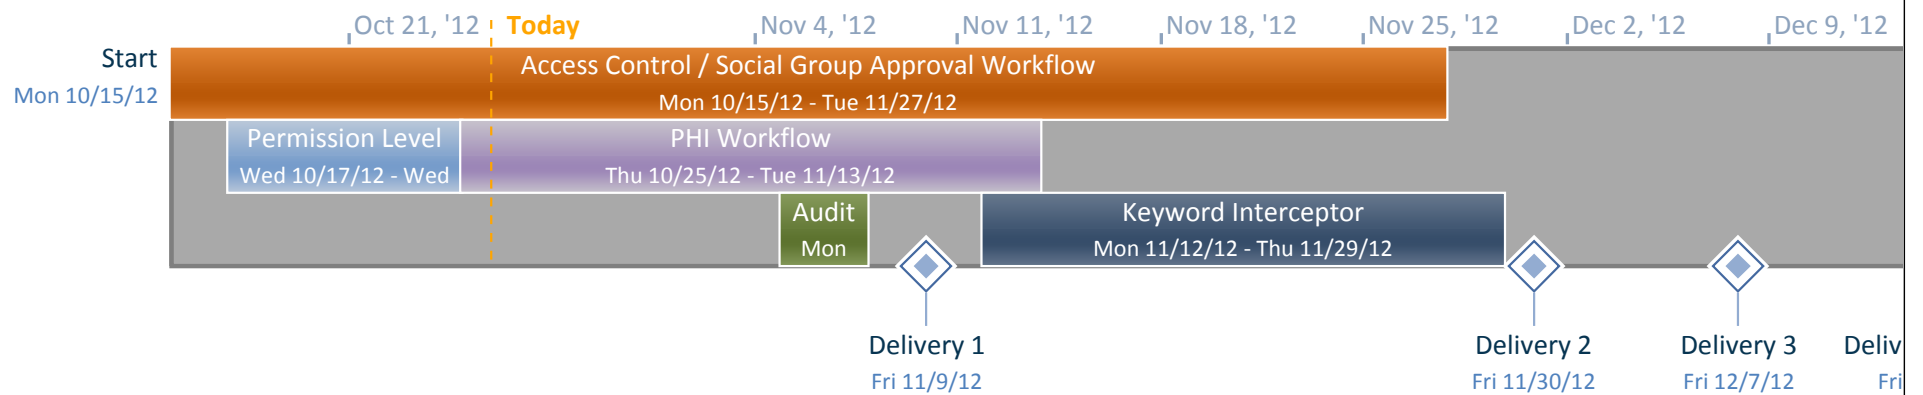 Oct 21, '12
Today
Nov 4, '12
Nov 11, '12
Nov 18, '12
Nov 25, '12
Dec 2, '12
Dec 9, '12
Start
Mon 10/15/12
Access Control / Social Group Approval Workflow
Mon 10/15/12 - Tue 11/27/12
Permission Level
Wed 10/17/12 - Wed
PHI Workflow
Thu 10/25/12 - Tue 11/13/12
Audit
Mon
Keyword Interceptor
Mon 11/12/12 - Thu 11/29/12
Delivery 1
Fri 11/9/12
Delivery 2
Fri 11/30/12
Delivery 3
Fri 12/7/12
Deliv
Fri